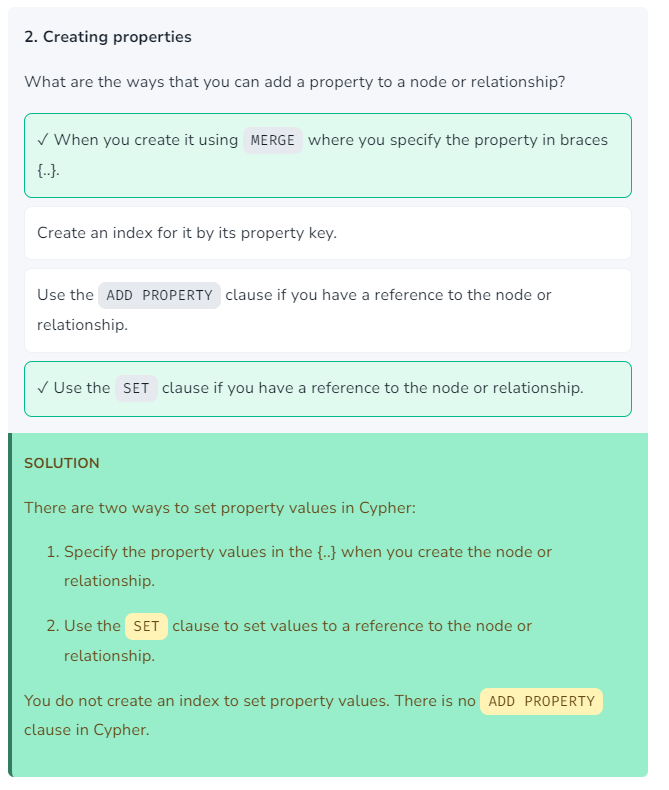 2. Creating properties
What are the ways that you can add a property to a node or relationship?
✓ When you create it using MERGE where you specify the property in braces
{..}.
Create an index for it by its property key.
Use the ADD PROPERTY clause if you have a reference to the node or
relationship.
✓ Use the SET clause if you have a reference to the node or relationship.
SOLUTION
There are two ways to set property values in Cypher:
1. Specify the property values in the {..} when you create the node or
relationship.
2. Use the SET clause to set values to a reference to the node or
relationship.
You do not create an index to set property values. There is no ADD PROPERTY
clause in Cypher.